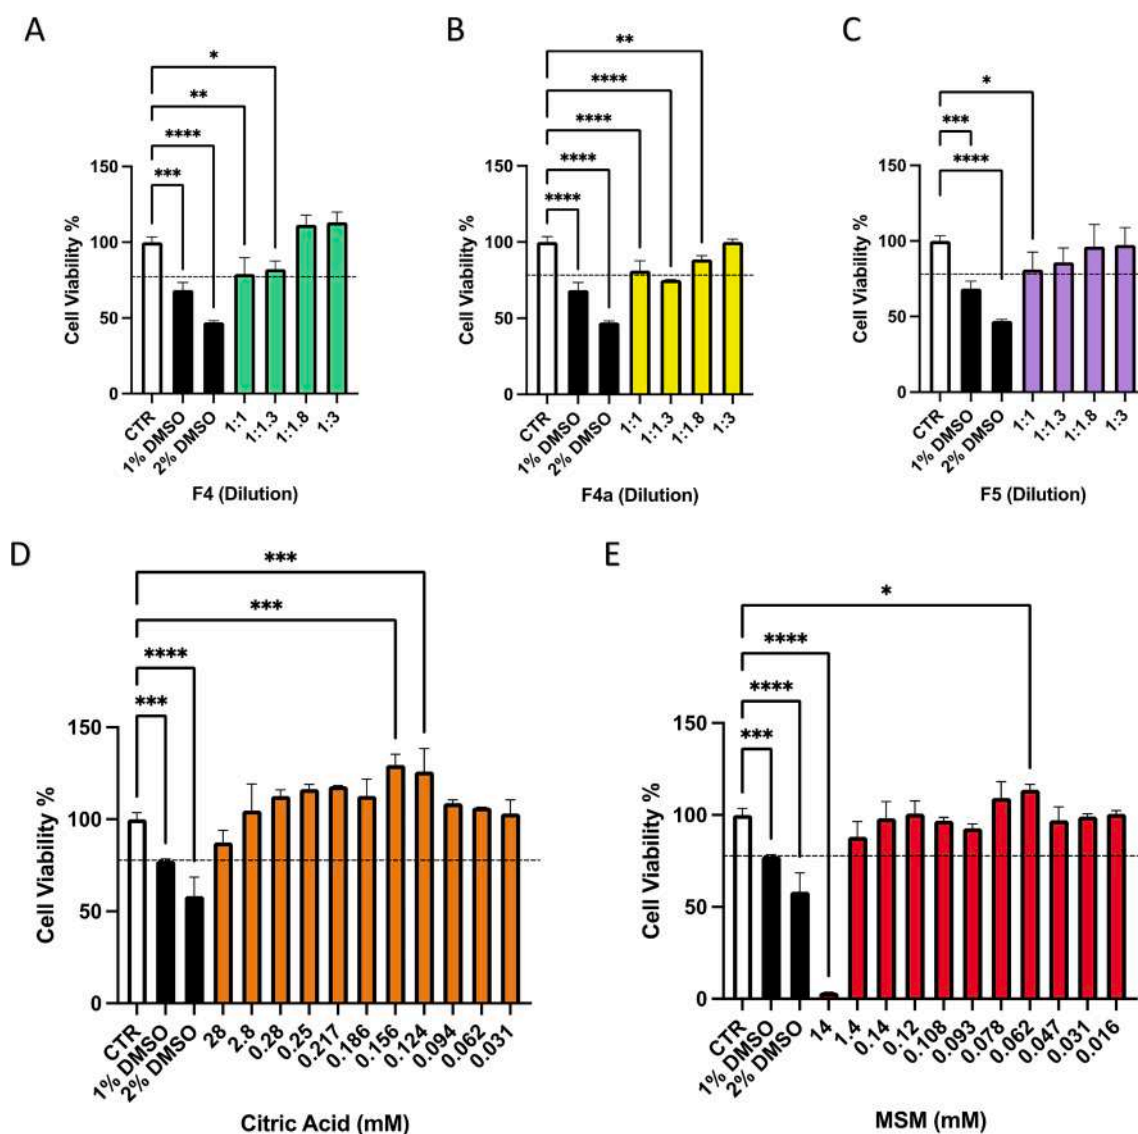 A
*
**
****
***
150
100
50
0
Cell Viability %
CTR
1% DMSO
2% DMSO
1:1
1:1.3
1:1.8
1:3
F4 (Dilution)
B
**
****
****
****
****
150
100
50
0
Cell Viability %
CTR
1% DMSO
2% DMSO
1:1
1:1.3
1:1.8
1:3
F4a (Dilution)
C
*
***
****
150
100
50
0
Cell Viability %
CTR
1% DMSO
2% DMSO
1:1
1:1.3
1:1.8
1:3
F5 (Dilution)
D
***
***
****
***
150
100
50
0
Cell Viability %
CTR
1% DMSO
2% DMSO
28
2.8
0.28
0.25
0.217
0.186
0.156
0.124
0.094
0.062
0.031
Citric Acid (mM)
E
*
****
****
***
150
100
50
0
Cell Viability %
CTR
1% DMSO
2% DMSO
14
1.4
0.14
0.12
0.108
0.093
0.078
0.062
0.047
0.031
0.016
MSM (mM)